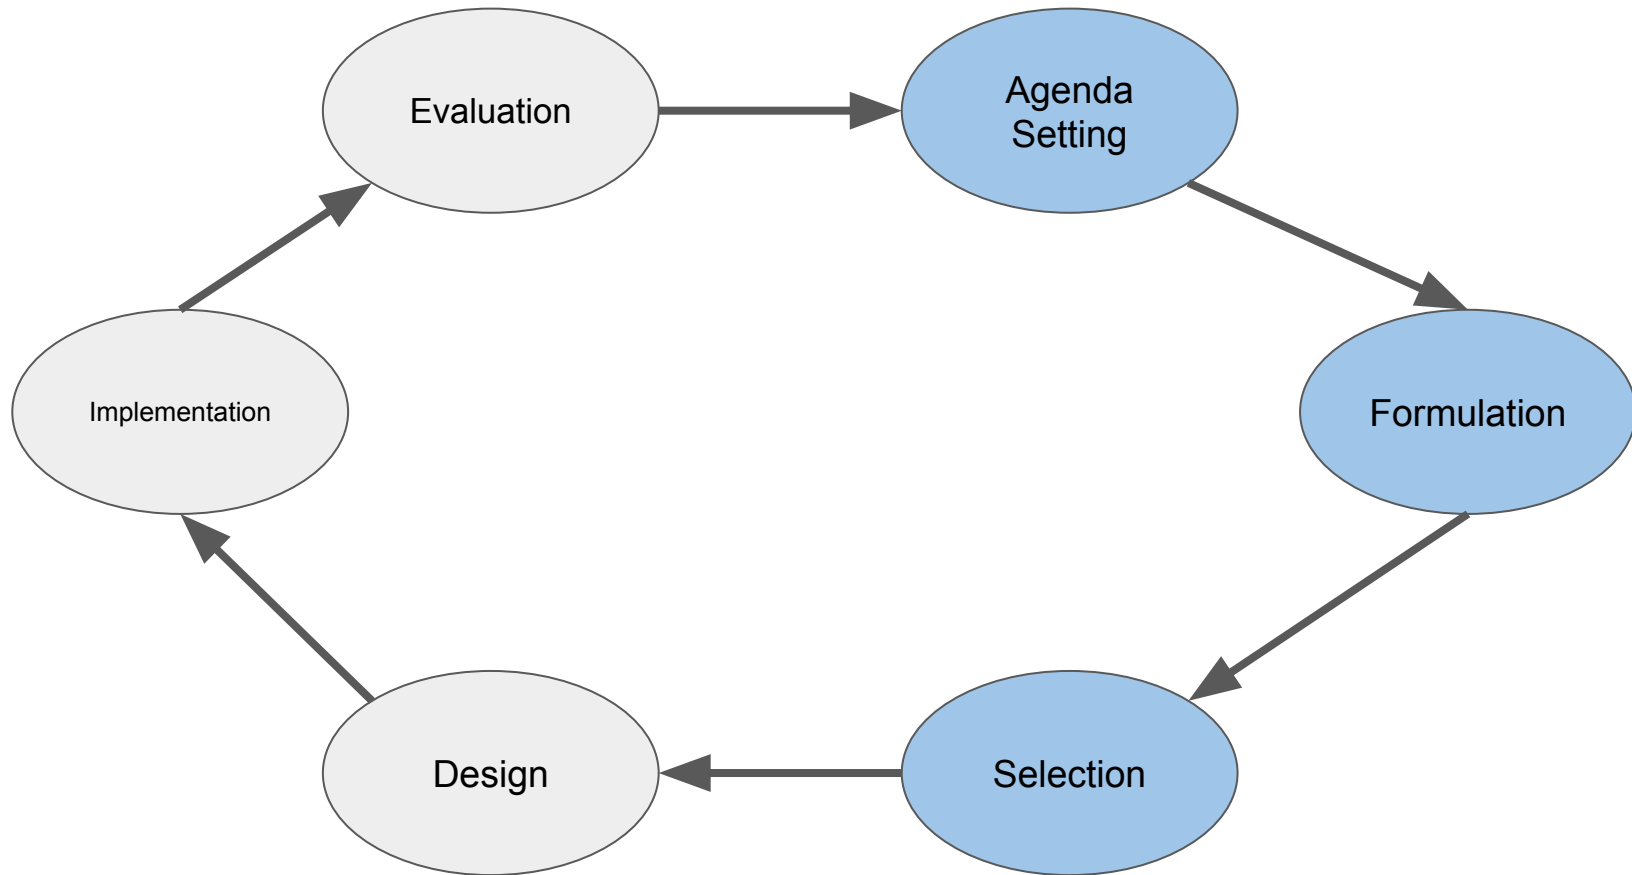 Evaluation
Agenda
Setting
Implementation
Formulation
Design
Selection